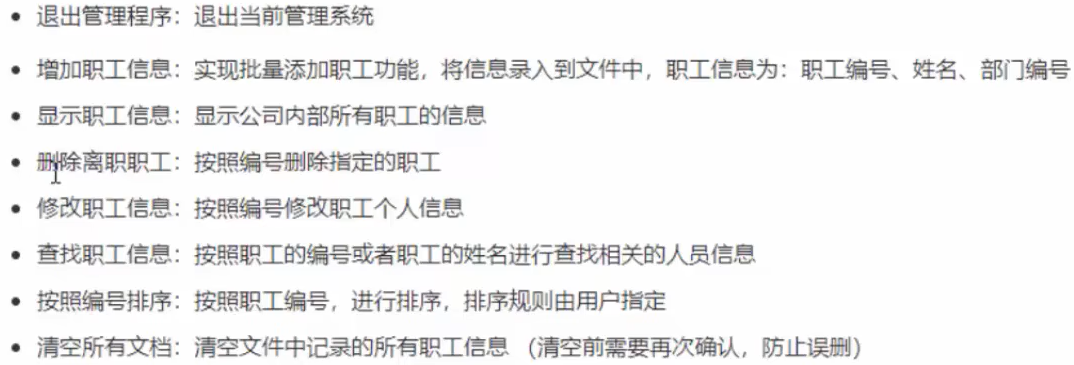 • 退出管理程序：退出当前管理系统
• 增加职工信息：实现批量添加职工功能，将信息录入到文件中，职工信息为：职工编号、姓名、部门编号
• 显示职工信息：显示公司内部所有职工的信息
• 删除离职职工：按照编号删除指定的职工
• 修改职工信息：按照编号修改职工个人信息
• 查找职工信息：按照职工的编号或者职工的姓名进行查找相关的人员信息
• 按照编号排序：按照职工编号，进行排序，排序规则由用户指定
• 清空所有文档：清空文件中记录的所有职工信息 （清空前需要再次确认，防止误删）